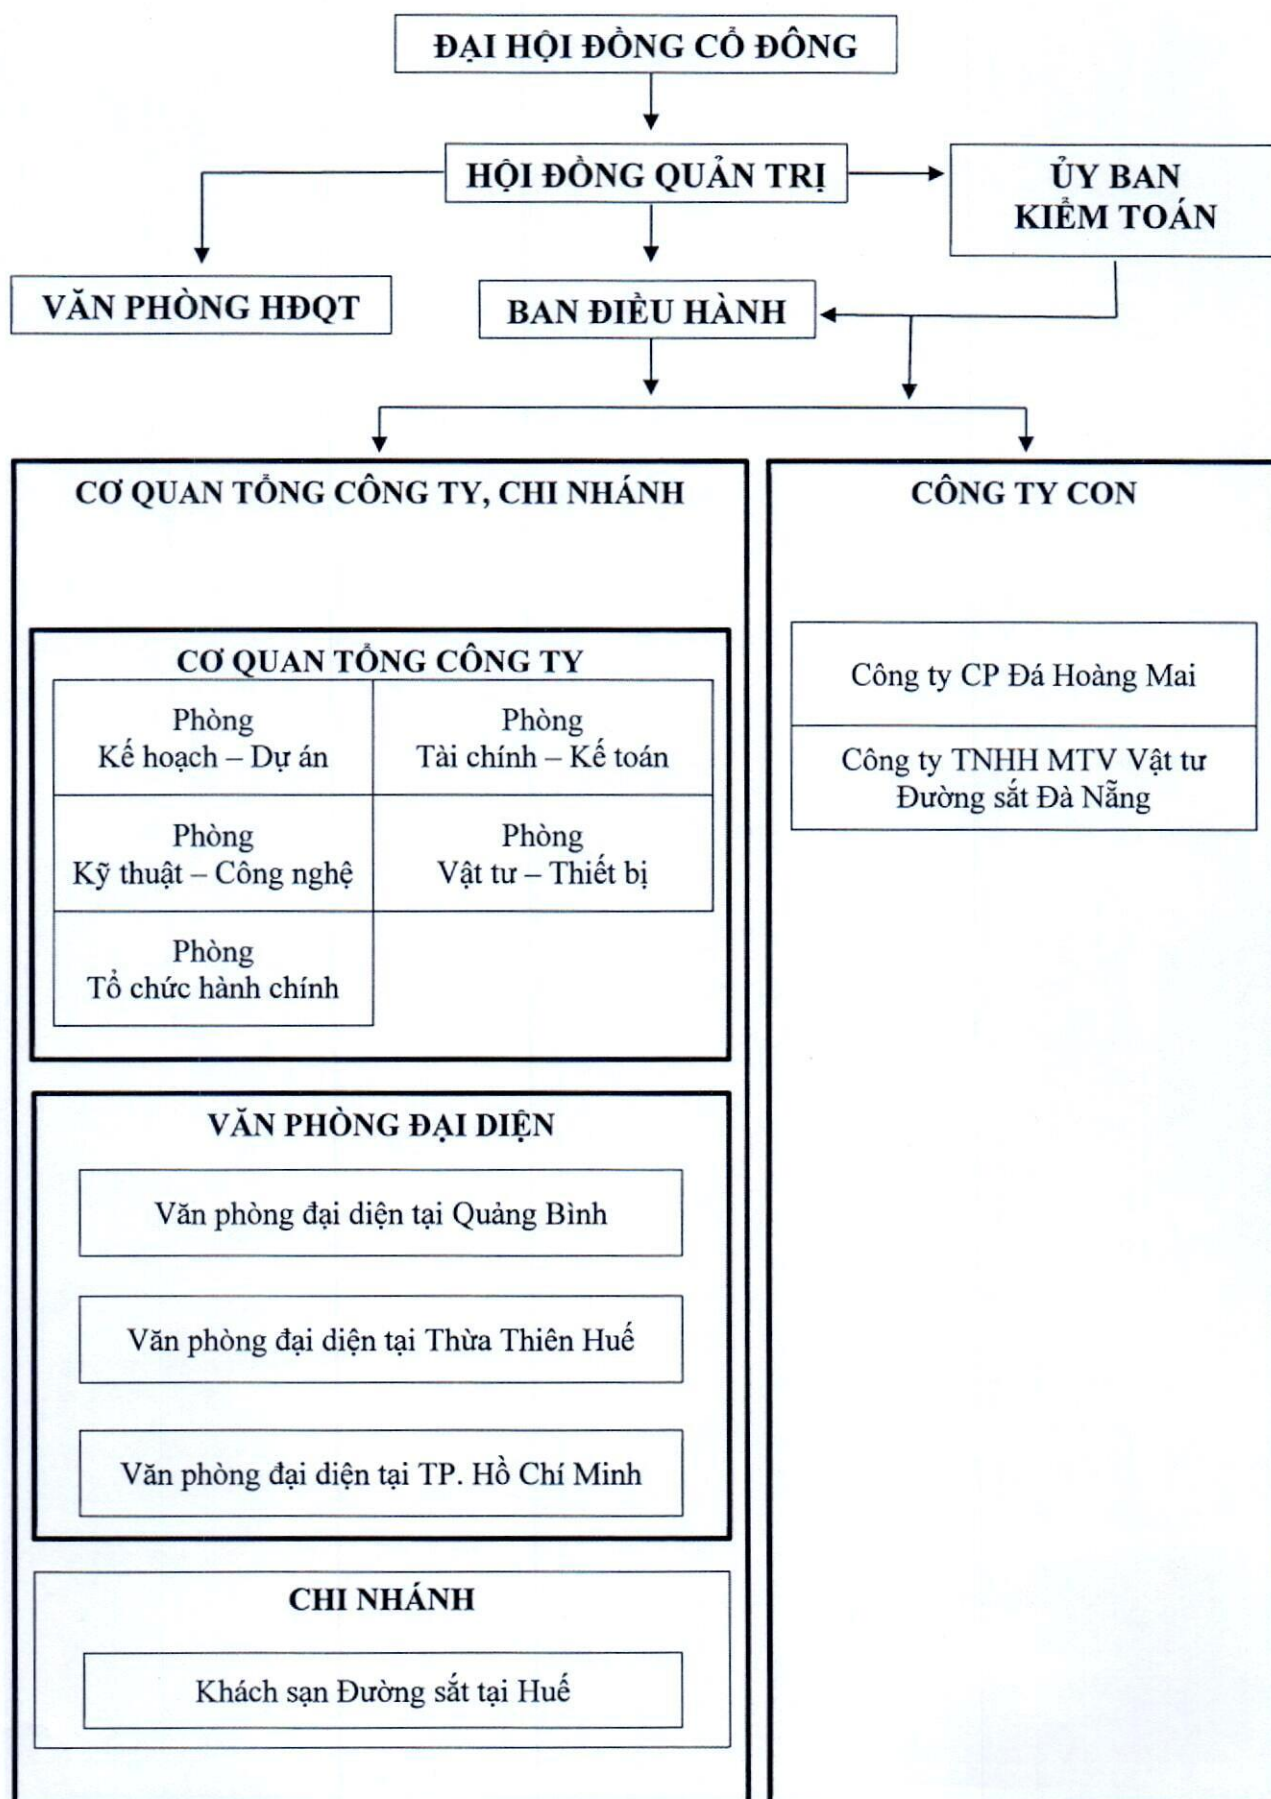 ĐẠI HỘI ĐỒNG CỔ ĐÔNG
HỘI ĐỒNG QUẢN TRỊ
ỦY BAN
KIỂM TOÁN
VĂN PHÒNG HĐQT
BAN ĐIỀU HÀNH
CƠ QUAN TỔNG CÔNG TY, CHI NHÁNH
CƠ QUAN TỔNG CÔNG TY
Phòng
Kế hoạch – Dự án
Phòng
Tài chính – Kế toán
Phòng
Kỹ thuật – Công nghệ
Phòng
Vật tư – Thiết bị
Phòng
Tổ chức hành chính
VĂN PHÒNG ĐẠI DIỆN
Văn phòng đại diện tại Quảng Bình
Văn phòng đại diện tại Thừa Thiên Huế
Văn phòng đại diện tại TP. Hồ Chí Minh
CHI NHÁNH
Khách sạn Đường sắt tại Huế
CÔNG TY CON
Công ty CP Đá Hoàng Mai
Công ty TNHH MTV Vật tư
Đường sắt Đà Nẵng